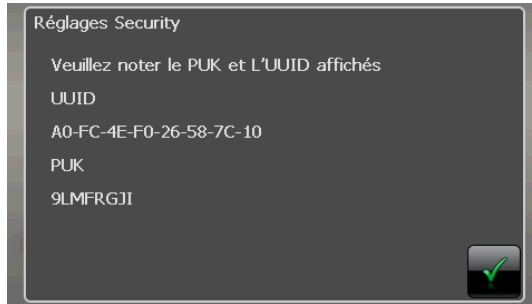 Réglages Security
Veuillez noter le PUK et L'UUID affichés
UUID
A0-FC-4E-F0-26-58-7C-10
PUK
9LMFRGJI